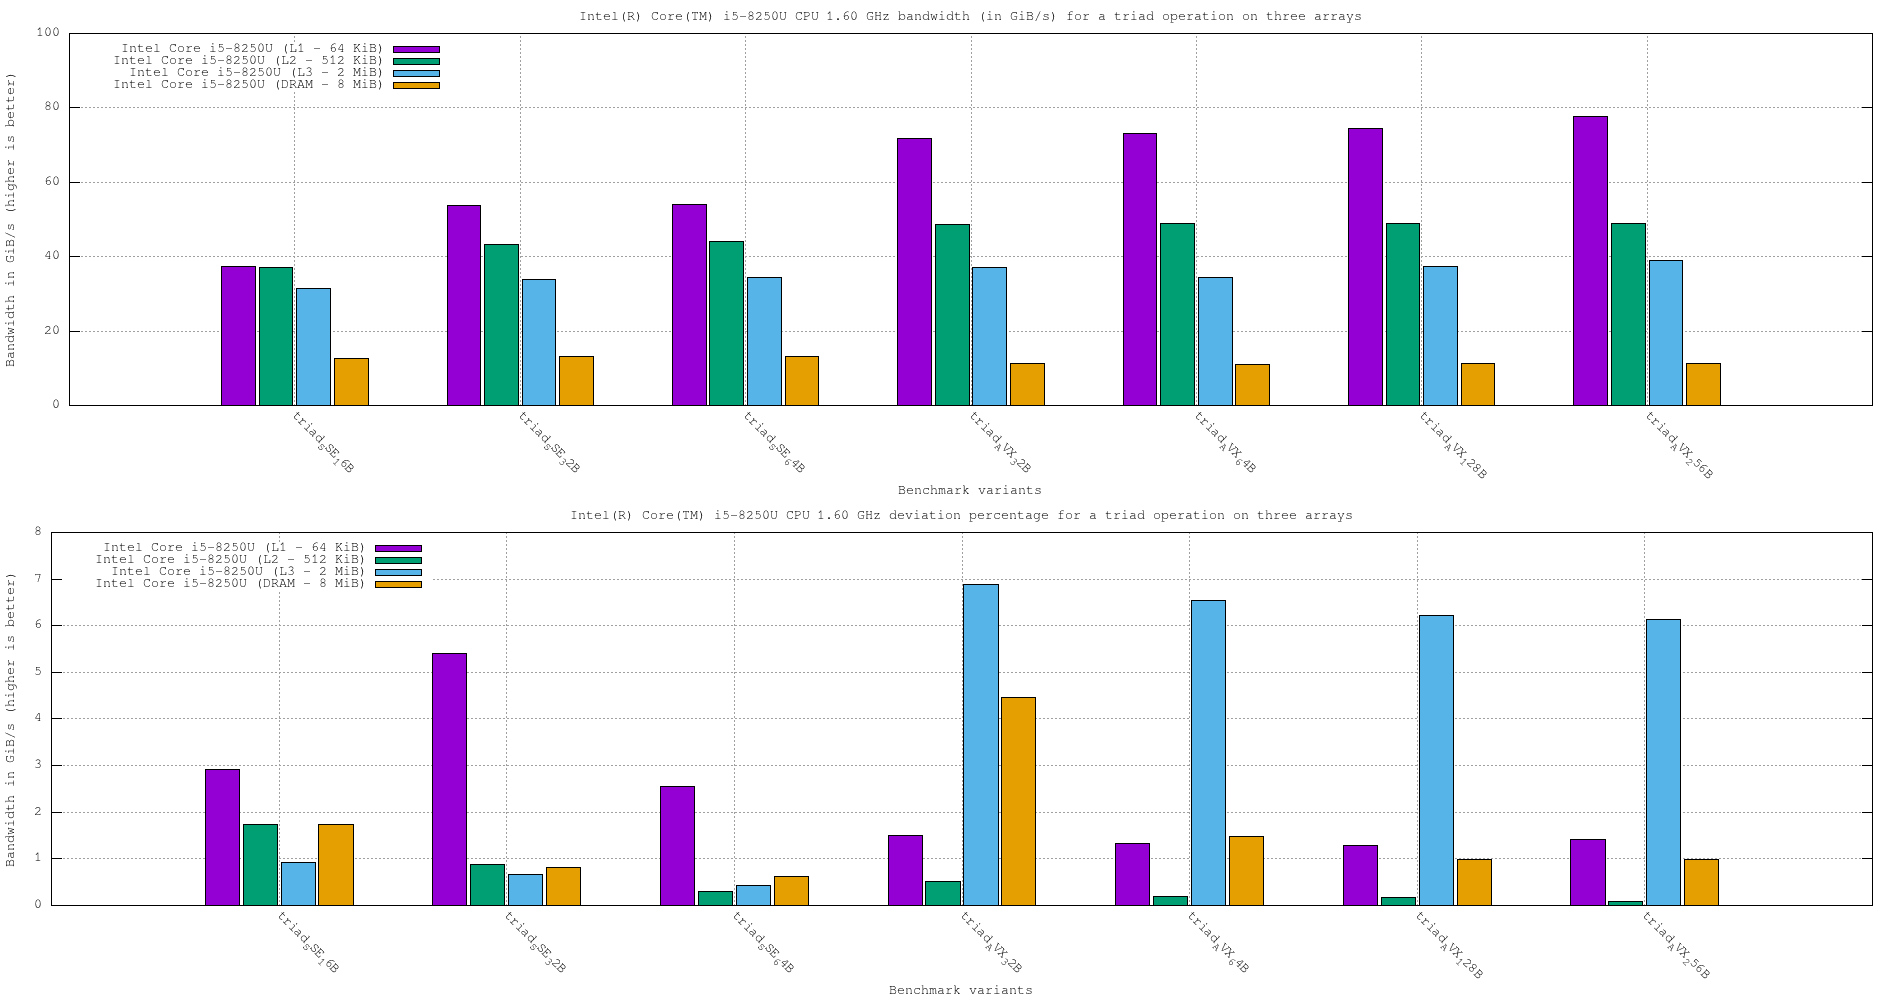 Intel(R) Core(TM) i5-8250U CPU 1.60 GHz bandwidth (in GiB/s) for a triad operation on three arrays
Bandwidth in GiB/s (higher is better)
100
80
60
40
20
0
Intel Core i5-8250U (L1 - 64 KiB)
Intel Core i5-8250U (L2 - 512 KiB)
Intel Core i5-8250U (L3 - 2 MiB)
Intel Core i5-8250U (DRAM - 8 MiB)
triad_SSE_16B
triad_SSE_32B
triad_SSE_64B
triad_AVX_32B
triad_AVX_64B
triad_AVX_128B
triad_AVX_256B
Benchmark variants
Intel(R) Core(TM) i5-8250U CPU 1.60 GHz deviation percentage for a triad operation on three arrays
Bandwidth in GiB/s (higher is better)
8
7
6
5
4
3
2
1
0
Intel Core i5-8250U (L1 - 64 KiB)
Intel Core i5-8250U (L2 - 512 KiB)
Intel Core i5-8250U (L3 - 2 MiB)
Intel Core i5-8250U (DRAM - 8 MiB)
triad_SSE_16B
triad_SSE_32B
triad_SSE_64B
triad_AVX_32B
triad_AVX_64B
triad_AVX_128B
triad_AVX_256B
Benchmark variants